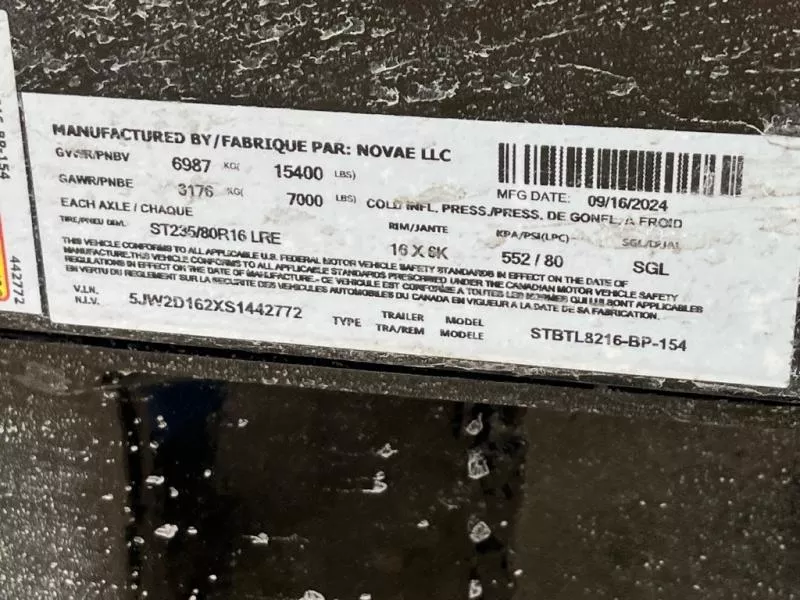 MANUFACTURED BY/FABRIQUE PAR: NOVAE LLC
GVWR/PNBV 6987 KG( 15400 LBS) MFG DATE: 09/16/2024
GAWR/PNBE 3176 KG( 7000 LBS) COLD INFL. PRESS./PRESS. DE GONFL. A FROID
EACH AXLE / CHAQUE RIM/JANTE KPA/PSI(LPC) SGL/DUAL
TIRE/PNEU ST235/80R16 LRE 16 X 6K 552 / 80 SGL
THIS VEHICLE CONFORMS TO ALL APPLICABLE U.S. FEDERAL MOTOR VEHICLE SAFETY STANDARDS IN EFFECT ON THE DATE OF
MANUFACTURE. THIS VEHICLE CONFORMS TO ALL APPLICABLE STANDARDS PRESCRIBED UNDER THE CANADIAN MOTOR VEHICLE SAFETY
REGULATIONS IN EFFECT ON THE DATE OF MANUFACTURE.- CE VEHICULE EST CONFORME A TOUTES LES NORMES QUI LUI SONT APPLICABLES
EN VERTU DU REGLEMENT SUR LA SECURITE DES VEHICULES AUTOMOBILES DU CANADA EN VIGUEUR A LA DATE DE SA FABRICATION.
V.I.N. 5JW2D162XS1442772 TYPE TRAILER MODEL STBTL8216-BP-154
N.I.V. TRA/REM MODELE
BP-154
442772